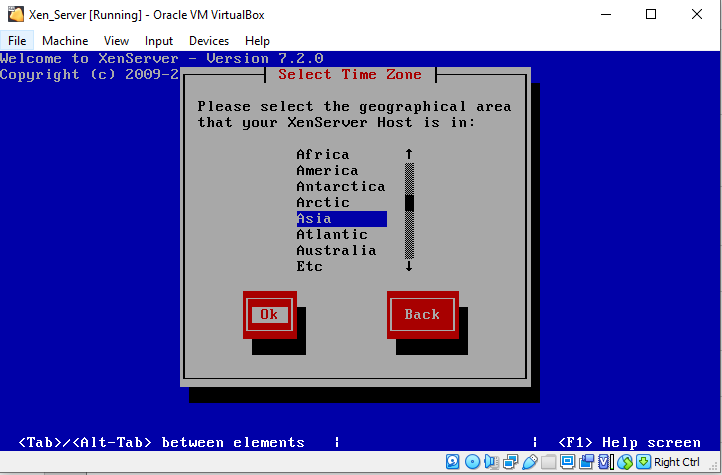 Xen_Server [Running] - Oracle VM VirtualBox
File Machine View Input Devices Help
Welcome to XenServer - Version 7.2.0
Copyright (c) 2009-2
Select Time Zone
Please select the geographical area
that your XenServer Host is in:
Africa ↑
America
Antarctica
Arctic
Asia
Atlantic
Australia
Etc ↓
Ok Back
<Tab>/<Alt-Tab> between elements | | <F1> Help screen
Right Ctrl